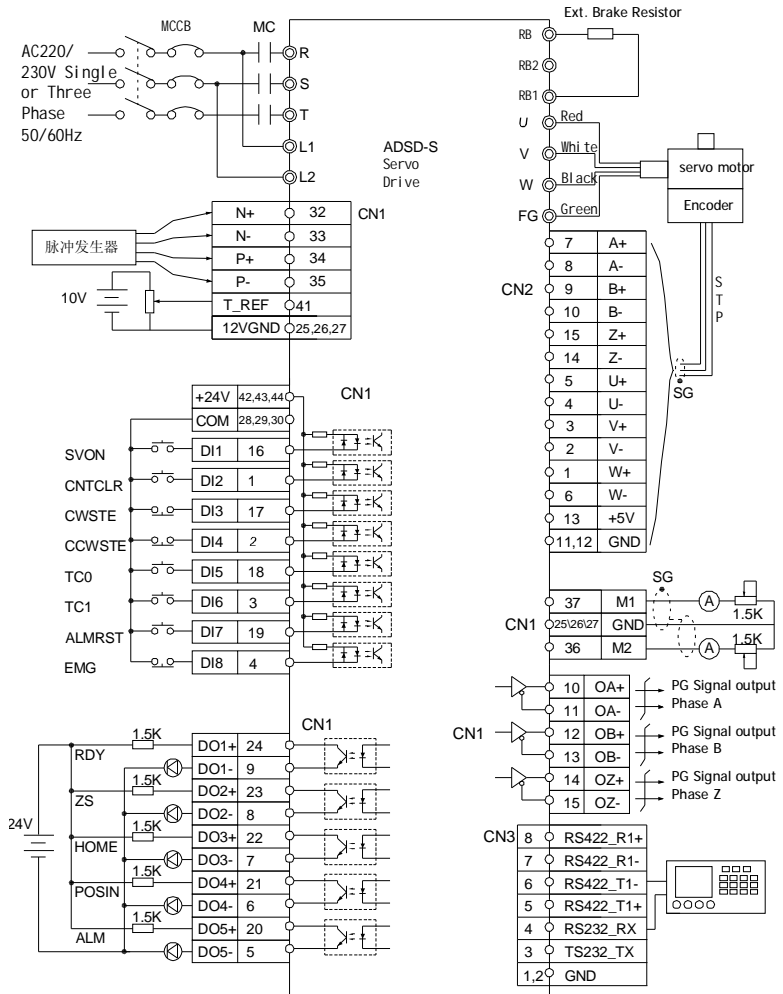 Ext. Brake Resistor
MCCB
MC
AC220/
230V Single
or Three
Phase
50/60Hz
R
S
T
L1
L2
ADSD-S
Servo
Drive
RB
RB2
RB1
U Red
V White
W Black
FG Green
servo motor
Encoder
S
T
P
SG
脉冲发生器
10V
CN1
N+ 32
N- 33
P+ 34
P- 35
T_REF 41
12VGND 25,26,27
CN2
7 A+
8 A-
9 B+
10 B-
15 Z+
14 Z-
5 U+
4 U-
3 V+
2 V-
1 W+
6 W-
13 +5V
11,12 GND
CN1
+24V 42,43,44
COM 28,29,30
SVON DI1 16
CNTCLR DI2 1
CWSTE DI3 17
CCWSTE DI4 2
TC0 DI5 18
TC1 DI6 3
ALMRST DI7 19
EMG DI8 4
SG
CN1
37 M1 A 1.5K
25\26\27 GND
36 M2 A 1.5K
CN1
10 OA+ PG Signal output
11 OA- Phase A
12 OB+ PG Signal output
13 OB- Phase B
14 OZ+ PG Signal output
15 OZ- Phase Z
CN1
24V
RDY 1.5K DO1+ 24
DO1- 9
ZS 1.5K DO2+ 23
DO2- 8
HOME 1.5K DO3+ 22
DO3- 7
POSIN 1.5K DO4+ 21
DO4- 6
ALM 1.5K DO5+ 20
DO5- 5
CN3
8 RS422_R1+
7 RS422_R1-
6 RS422_T1-
5 RS422_T1+
4 RS232_RX
3 TS232_TX
1,2 GND